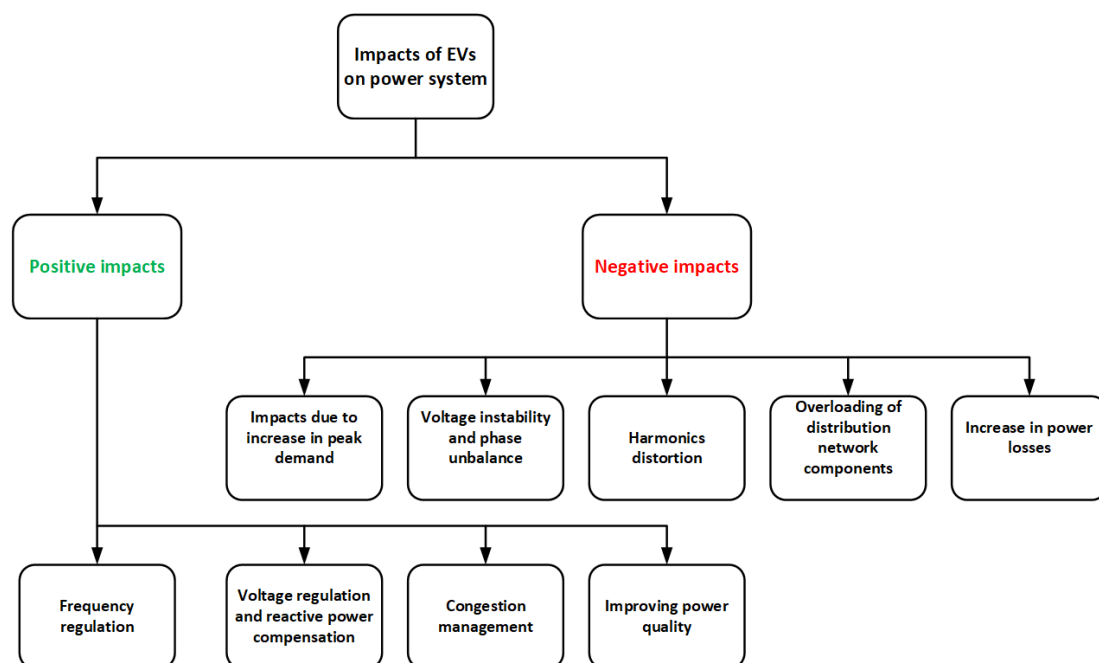 Impacts of EVs
on power system
Positive impacts
Negative impacts
Impacts due to
increase in peak
demand
Voltage instability
and phase
unbalance
Harmonics
distortion
Overloading of
distribution
network
components
Increase in power
losses
Frequency
regulation
Voltage regulation
and reactive power
compensation
Congestion
management
Improving power
quality